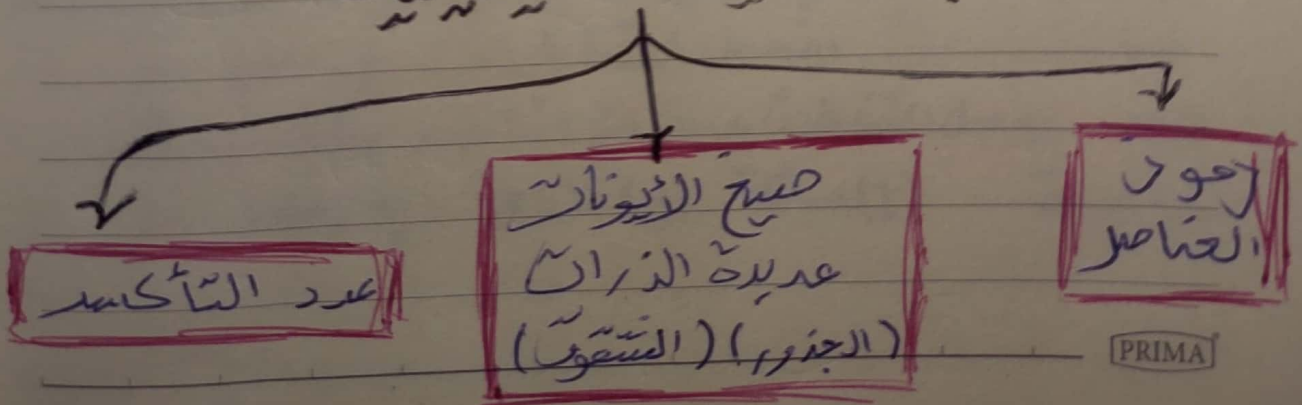 رموز
العناصر
صيغ الأيونات
عديدة الذرات
(الجذور) (الشقوق)
عدد التأكسد
PRIMA